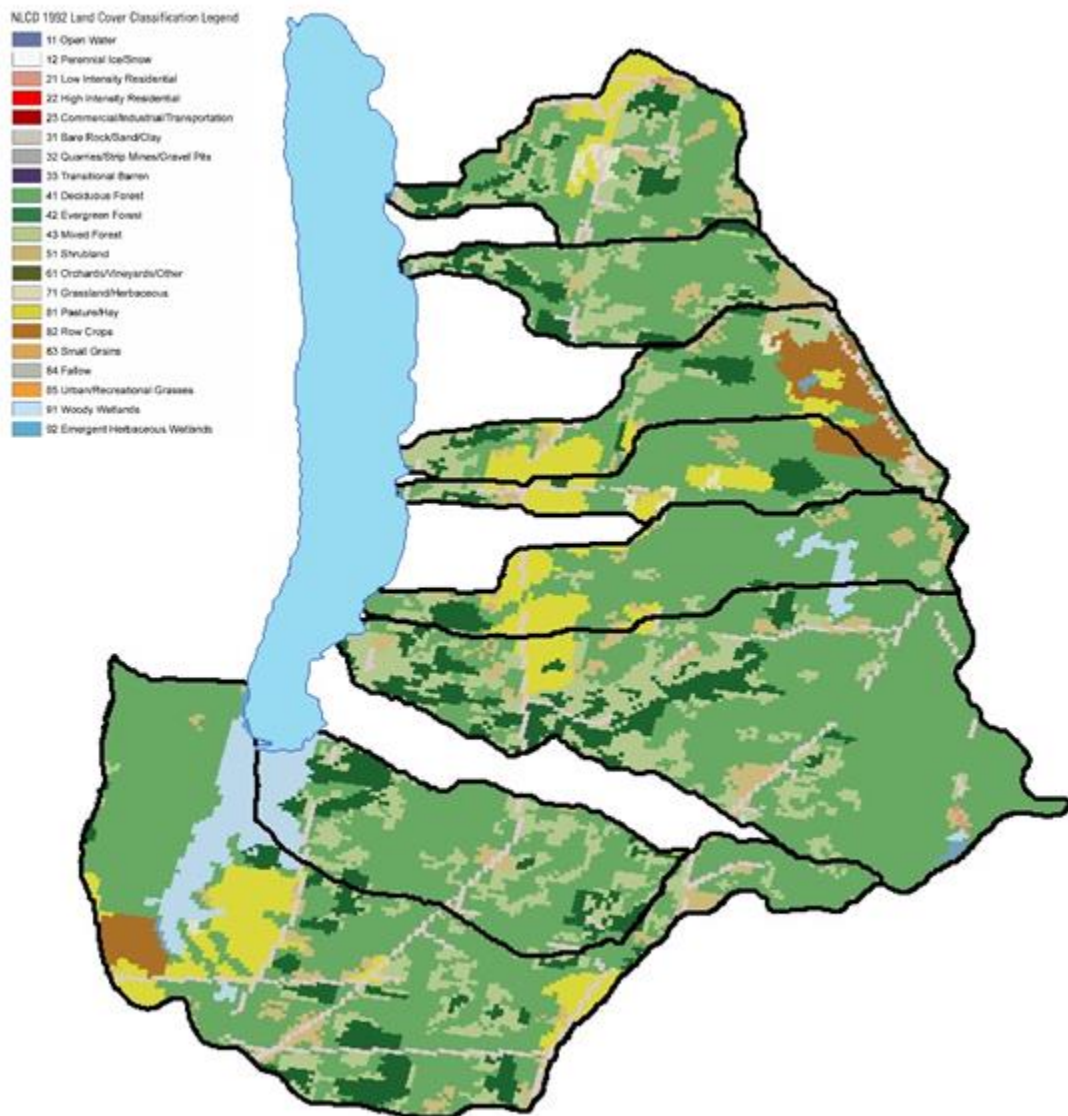 NLCD 1992 Land Cover Classification Legend
11 Open Water
12 Perennial Ice/Snow
21 Low Intensity Residential
22 High Intensity Residential
23 Commercial/Industrial/Transportation
31 Bare Rock/Sand/Clay
32 Quarries/Strip Mines/Gravel Pits
33 Transitional Barren
41 Deciduous Forest
42 Evergreen Forest
43 Mixed Forest
51 Shrubland
61 Orchards/Vineyards/Other
71 Grassland/Herbaceous
81 Pasture/Hay
82 Row Crops
83 Small Grains
84 Fallow
85 Urban/Recreational Grasses
91 Woody Wetlands
92 Emergent Herbaceous Wetlands